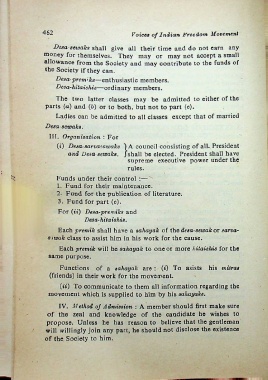 462 Voices of Indian Freedom Movement
Desa-sewaks shall give all their time and do not earn any
money for themselves. They may or may not accept a small
allowance from the Society and may contribute to the funds of
the Society if they can.
Desa-premiks—enthusiastic members.
Desa-hitaishis—ordinary members.
The two latter classes may be admitted to either of the
parts (a) and (b) or to both, but not to part (c).
Ladies can be admitted to all classes except that of married
Desa sewaks.
III. Organisation : For
(i) Desa-sarvasewaks } A council consisting of all. President
and Desa sewaks. } shall be elected. President shall have
supreme executive power under the
rules.
Funds under their control :—
1. Fund for their maintenance.
2. Fund for the publication of literature.
3. Fund for part (c).
For (ii) Desa-premiks and
Desa-hitaishis.
Each premik shall have a sahayak of the desa-sewak or sarva-
sewak class to assist him in his work for the cause.
Each premik will be sahayak to one or more hitaishis for the
same purpose.
Functions of a sahayak are : (i) To assists his mitras
(friends) in their work for the movement.
(ii) To communicate to them all information regarding the
movement which is supplied to him by his sahayaks.
IV. Method of Admission : A member should first make sure
of the zeal and knowledge of the candidate he wishes to
propose. Unless he has reason to believe that the gentleman
will willingly join any part, he should not disclose the existence
of the Society to him.